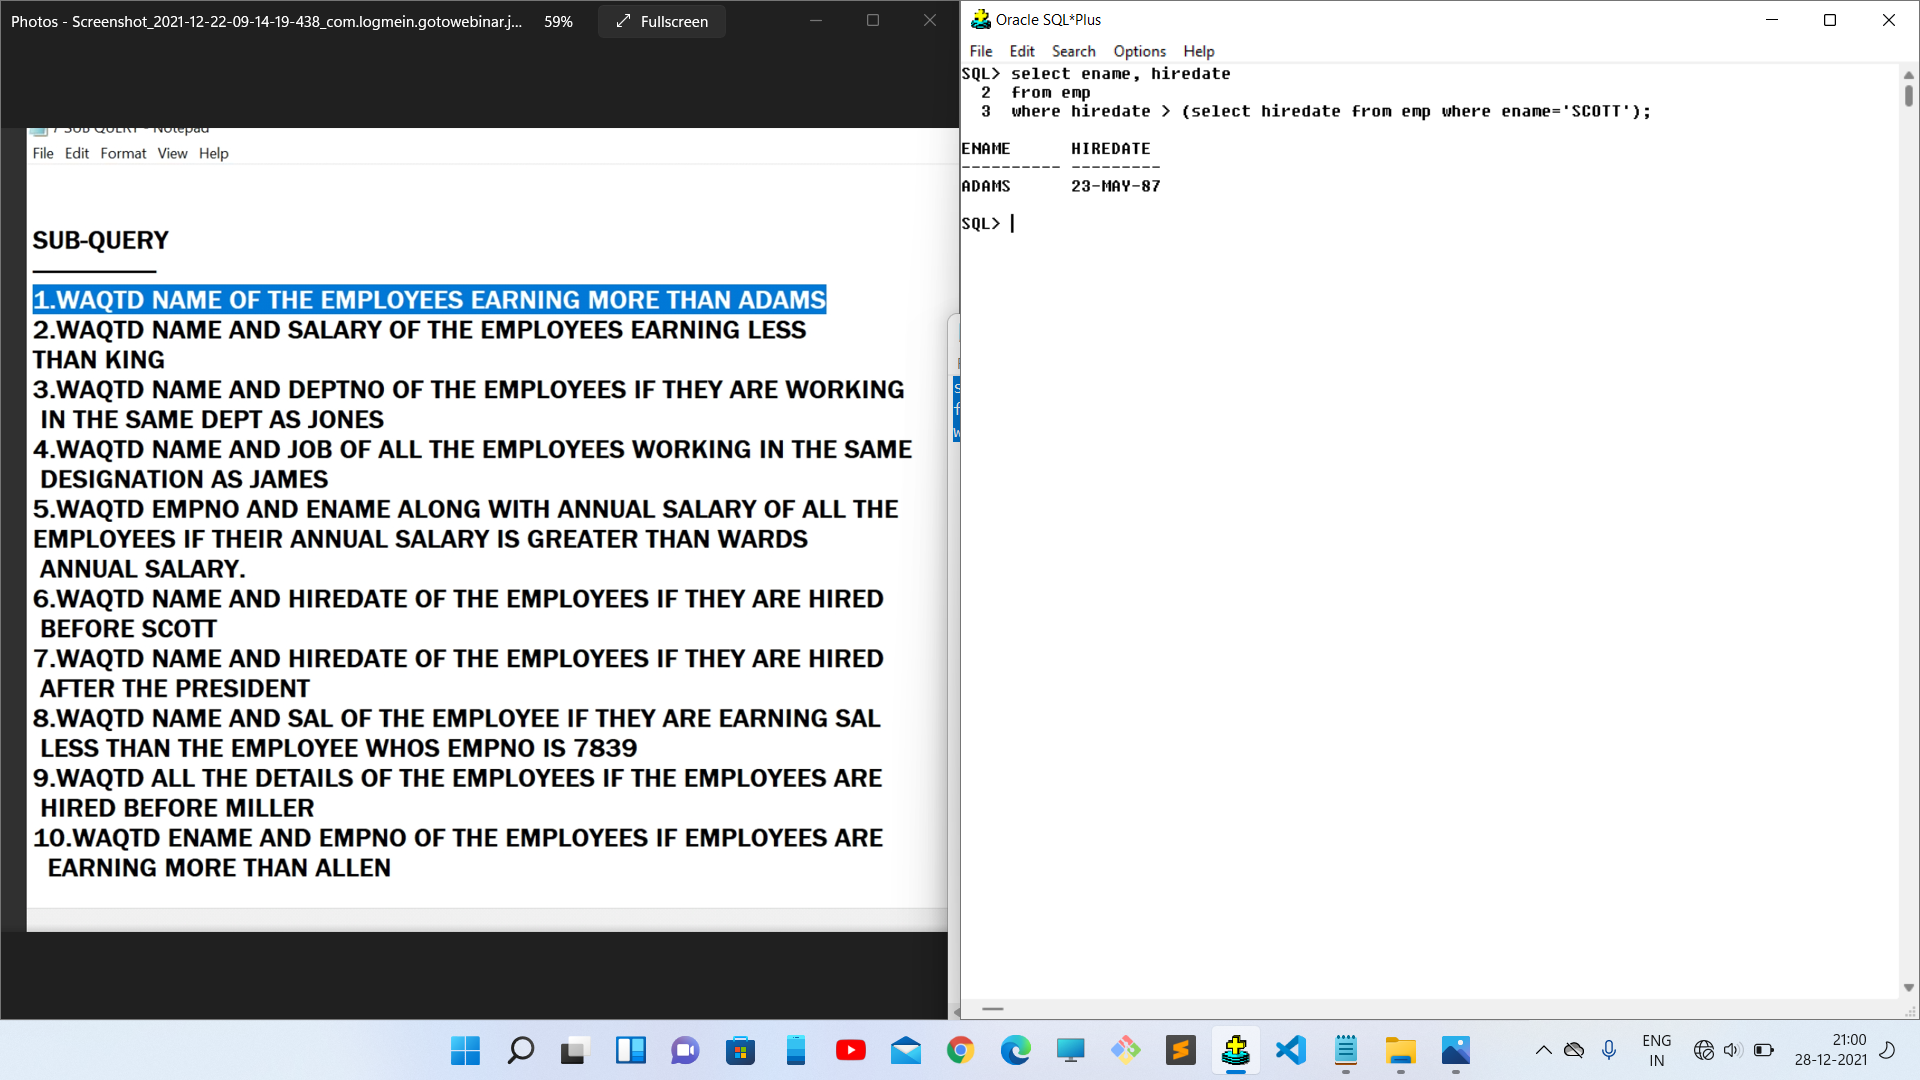 Photos - Screenshot_2021-12-22-09-14-19-438_com.logmein.gotowebinar.j... 59% Fullscreen
7 SUB QUERY - Notepad
File Edit Format View Help
SUB-QUERY
1.WAQTD NAME OF THE EMPLOYEES EARNING MORE THAN ADAMS
2.WAQTD NAME AND SALARY OF THE EMPLOYEES EARNING LESS
THAN KING
3.WAQTD NAME AND DEPTNO OF THE EMPLOYEES IF THEY ARE WORKING
IN THE SAME DEPT AS JONES
4.WAQTD NAME AND JOB OF ALL THE EMPLOYEES WORKING IN THE SAME
DESIGNATION AS JAMES
5.WAQTD EMPNO AND ENAME ALONG WITH ANNUAL SALARY OF ALL THE
EMPLOYEES IF THEIR ANNUAL SALARY IS GREATER THAN WARDS
ANNUAL SALARY.
6.WAQTD NAME AND HIREDATE OF THE EMPLOYEES IF THEY ARE HIRED
BEFORE SCOTT
7.WAQTD NAME AND HIREDATE OF THE EMPLOYEES IF THEY ARE HIRED
AFTER THE PRESIDENT
8.WAQTD NAME AND SAL OF THE EMPLOYEE IF THEY ARE EARNING SAL
LESS THAN THE EMPLOYEE WHOS EMPNO IS 7839
9.WAQTD ALL THE DETAILS OF THE EMPLOYEES IF THE EMPLOYEES ARE
HIRED BEFORE MILLER
10.WAQTD ENAME AND EMPNO OF THE EMPLOYEES IF EMPLOYEES ARE
EARNING MORE THAN ALLEN
Oracle SQL*Plus
File Edit Search Options Help
SQL> select ename, hiredate
2 from emp
3 where hiredate > (select hiredate from emp where ename='SCOTT');
ENAME HIREDATE
---------- ---------
ADAMS 23-MAY-87
SQL>
ENG
IN
21:00
28-12-2021